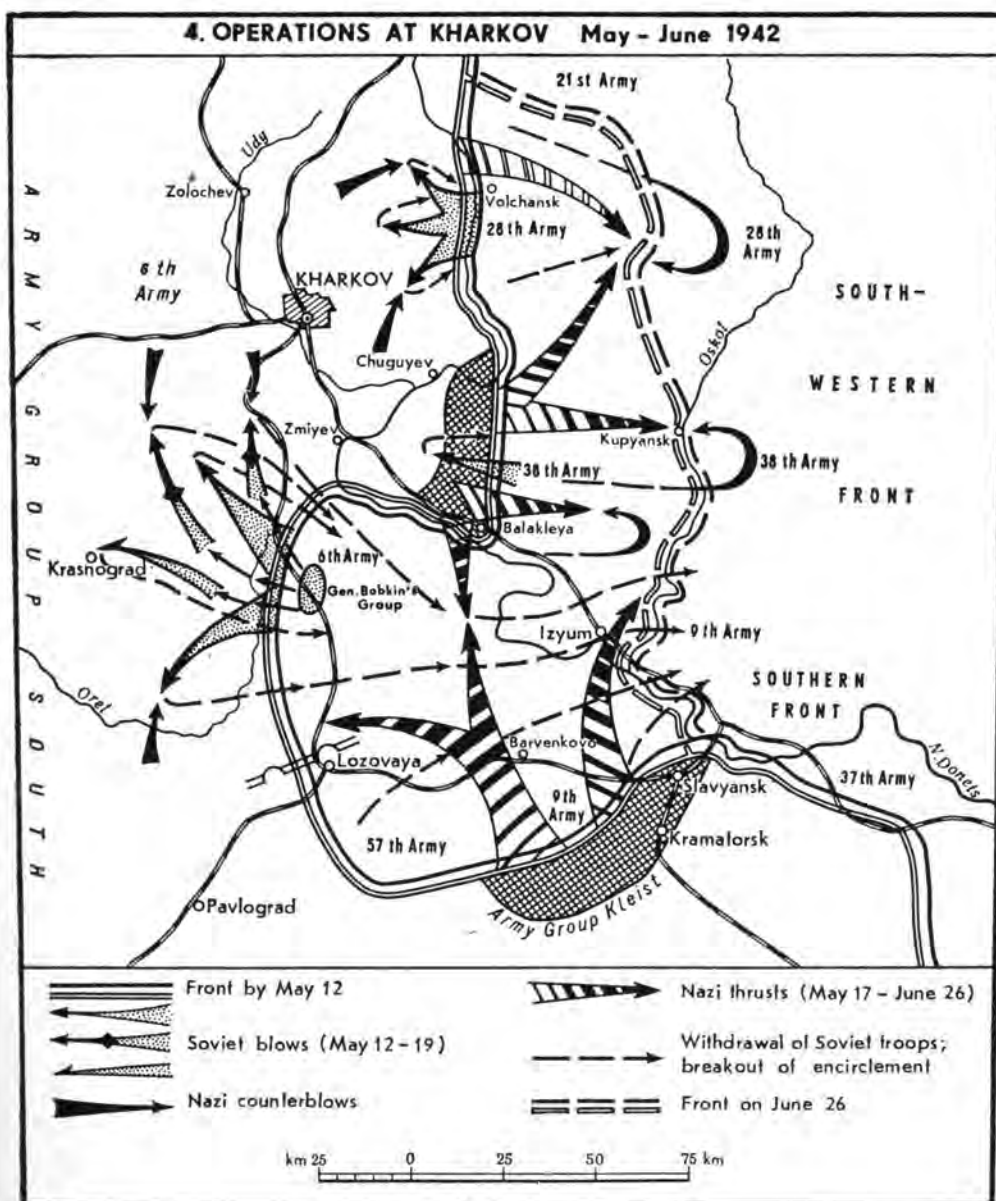 4. OPERATIONS AT KHARKOV May – June 1942
21st Army
Udy
Zolochev
Volchansk
28th Army
28th Army
6th Army
KHARKOV
SOUTH-
WESTERN
FRONT
Oskol
Chuguyev
Zmiyev
Kupyansk
38th Army
38th Army
Balakleya
ARMY GROUP SOUTH
Krasnograd
6th Army
Gen. Bobkin's Group
Izyum
9th Army
SOUTHERN
FRONT
Orel
N. Donets
Barvenkovo
Lozovaya
9th Army
Slavyansk
37th Army
57th Army
Kramatorsk
Pavlograd
Army Group Kleist
Front by May 12
Soviet blows (May 12–19)
Nazi counterblows
Nazi thrusts (May 17 – June 26)
Withdrawal of Soviet troops;
breakout of encirclement
Front on June 26
km 25 0 25 50 75 km